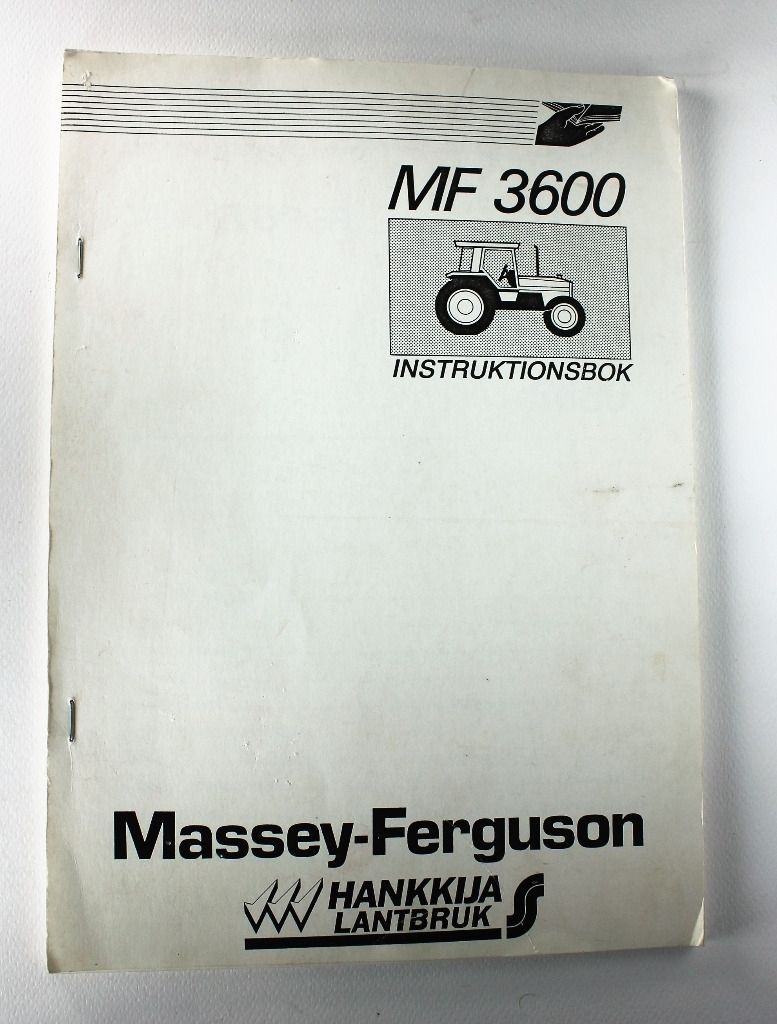 MF 3600
INSTRUKTIONSBOK
Massey-Ferguson
HANKKIJA
LANTBRUK